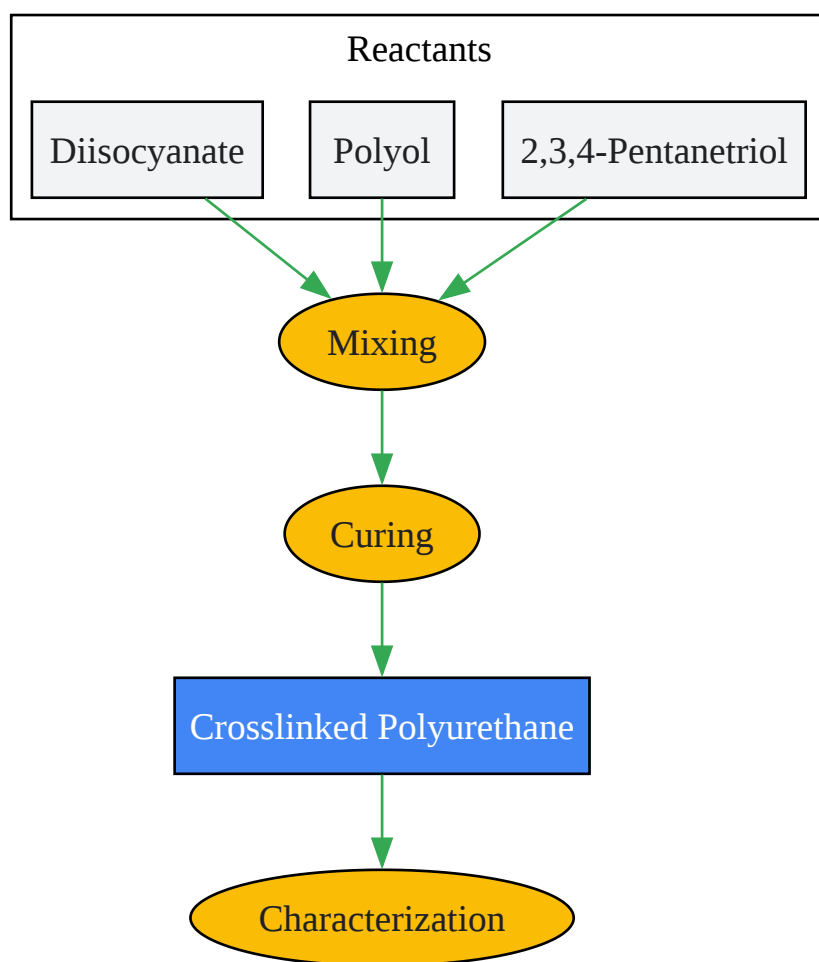 Reactants
Diisocyanate
Polyol
2,3,4-Pentanetriol
Mixing
Curing
Crosslinked Polyurethane
Characterization